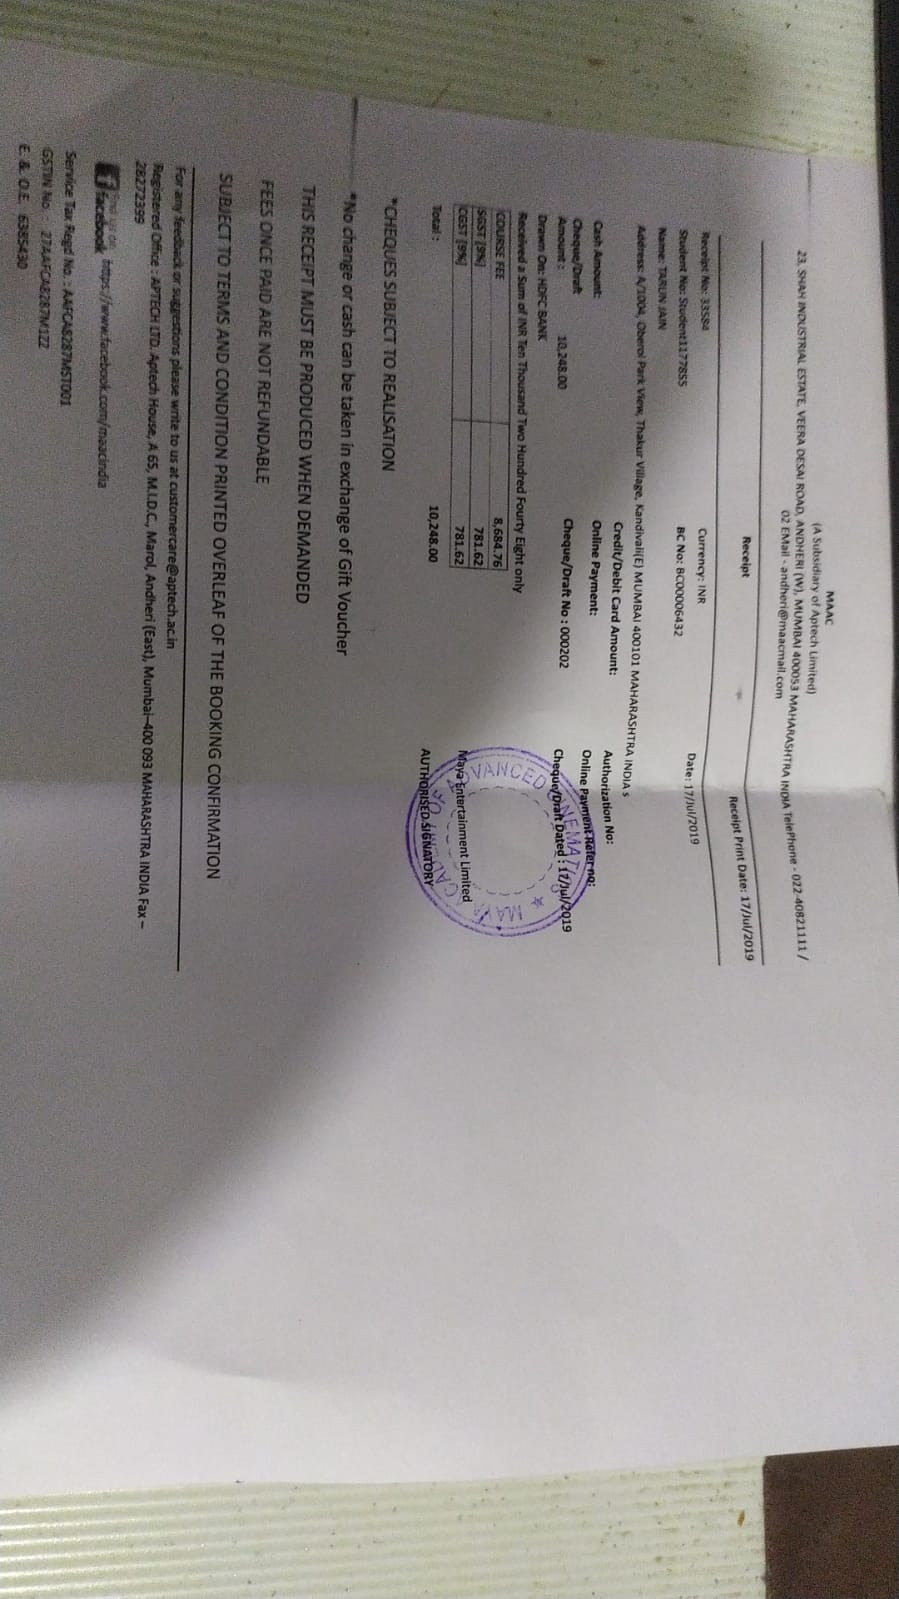 MAAC
(A Subsidiary of Aptech Limited)
23, SHAH INDUSTRIAL ESTATE, VEERA DESAI ROAD, ANDHERI (W), MUMBAI 400053 MAHARASHTRA INDIA TelePhone - 022-40821111 /
02 EMail - andheri@maacmail.com
Receipt Receipt Print Date: 17/Jul/2019
Receipt No: 33584 Currency: INR Date: 17/Jul/2019
Student No: Student1177855 BC No: BC00006432
Name: TARUN JAIN
Address: A/1004, Oberoi Park View, Thakur Village, Kandivali(E) MUMBAI 400101 MAHARASHTRA INDIA s
Cash Amount: Credit/Debit Card Amount: Authorization No:
Online Payment: Online Payment Refer no:
Cheque/Draft
Amount : 10,248.00 Cheque/Draft No : 000202 Cheque/Draft Dated : 17/Jul/2019
Drawn On: HDFC BANK
Received a Sum of INR Ten Thousand Two Hundred Fourty Eight only
COURSE FEE 8,684.76
SGST [9%] 781.62
CGST [9%] 781.62
Total : 10,248.00
Maya Entertainment Limited
AUTHORISED SIGNATORY
*CHEQUES SUBJECT TO REALISATION
*No change or cash can be taken in exchange of Gift Voucher
THIS RECEIPT MUST BE PRODUCED WHEN DEMANDED
FEES ONCE PAID ARE NOT REFUNDABLE
SUBJECT TO TERMS AND CONDITION PRINTED OVERLEAF OF THE BOOKING CONFIRMATION
For any feedback or suggestions please write to us at customercare@aptech.ac.in
Registered Office : APTECH LTD. Aptech House, A 65, M.I.D.C., Marol, Andheri (East), Mumbai–400 093 MAHARASHTRA INDIA Fax –
28272399
Find us on
facebook https://www.facebook.com/maacindia
Service Tax Regd No. : AAFCA8287MST001
GSTIN No. : 27AAFCA8287M1ZZ
E. & .O.E. 6385430